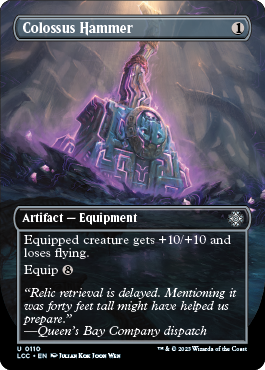 Colossus Hammer 1
Artifact — Equipment
Equipped creature gets +10/+10 and
loses flying.
Equip 8
“Relic retrieval is delayed. Mentioning it
was forty feet tall might have helped us
prepare.”
—Queen’s Bay Company dispatch
U 0110
LCC • EN Julian Kok Joon Wen
™ & © 2023 Wizards of the Coast